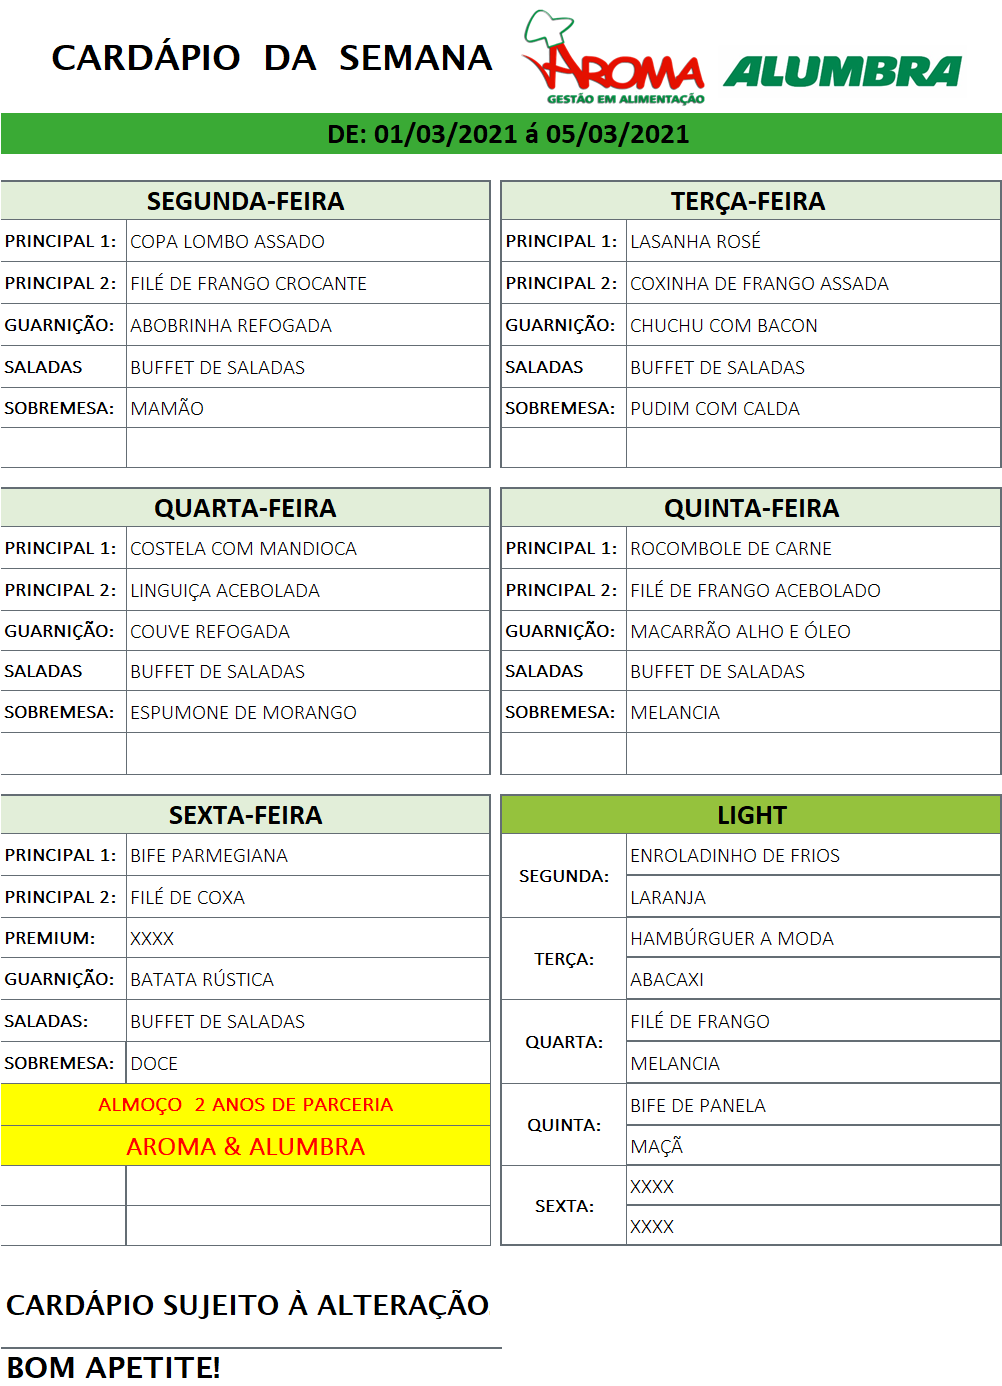 CARDÁPIO DA SEMANA
AROMA
GESTÃO EM ALIMENTAÇÃO
ALUMBRA
DE: 01/03/2021 á 05/03/2021
SEGUNDA-FEIRA
PRINCIPAL 1: COPA LOMBO ASSADO
PRINCIPAL 2: FILÉ DE FRANGO CROCANTE
GUARNIÇÃO: ABOBRINHA REFOGADA
SALADAS BUFFET DE SALADAS
SOBREMESA: MAMÃO
TERÇA-FEIRA
PRINCIPAL 1: LASANHA ROSÉ
PRINCIPAL 2: COXINHA DE FRANGO ASSADA
GUARNIÇÃO: CHUCHU COM BACON
SALADAS BUFFET DE SALADAS
SOBREMESA: PUDIM COM CALDA
QUARTA-FEIRA
PRINCIPAL 1: COSTELA COM MANDIOCA
PRINCIPAL 2: LINGUIÇA ACEBOLADA
GUARNIÇÃO: COUVE REFOGADA
SALADAS BUFFET DE SALADAS
SOBREMESA: ESPUMONE DE MORANGO
QUINTA-FEIRA
PRINCIPAL 1: ROCOMBOLE DE CARNE
PRINCIPAL 2: FILÉ DE FRANGO ACEBOLADO
GUARNIÇÃO: MACARRÃO ALHO E ÓLEO
SALADAS BUFFET DE SALADAS
SOBREMESA: MELANCIA
SEXTA-FEIRA
PRINCIPAL 1: BIFE PARMEGIANA
PRINCIPAL 2: FILÉ DE COXA
PREMIUM: XXXX
GUARNIÇÃO: BATATA RÚSTICA
SALADAS: BUFFET DE SALADAS
SOBREMESA: DOCE
ALMOÇO 2 ANOS DE PARCERIA
AROMA & ALUMBRA
LIGHT
SEGUNDA: ENROLADINHO DE FRIOS
LARANJA
TERÇA: HAMBÚRGUER A MODA
ABACAXI
QUARTA: FILÉ DE FRANGO
MELANCIA
QUINTA: BIFE DE PANELA
MAÇÃ
SEXTA: XXXX
XXXX
CARDÁPIO SUJEITO À ALTERAÇÃO
BOM APETITE!